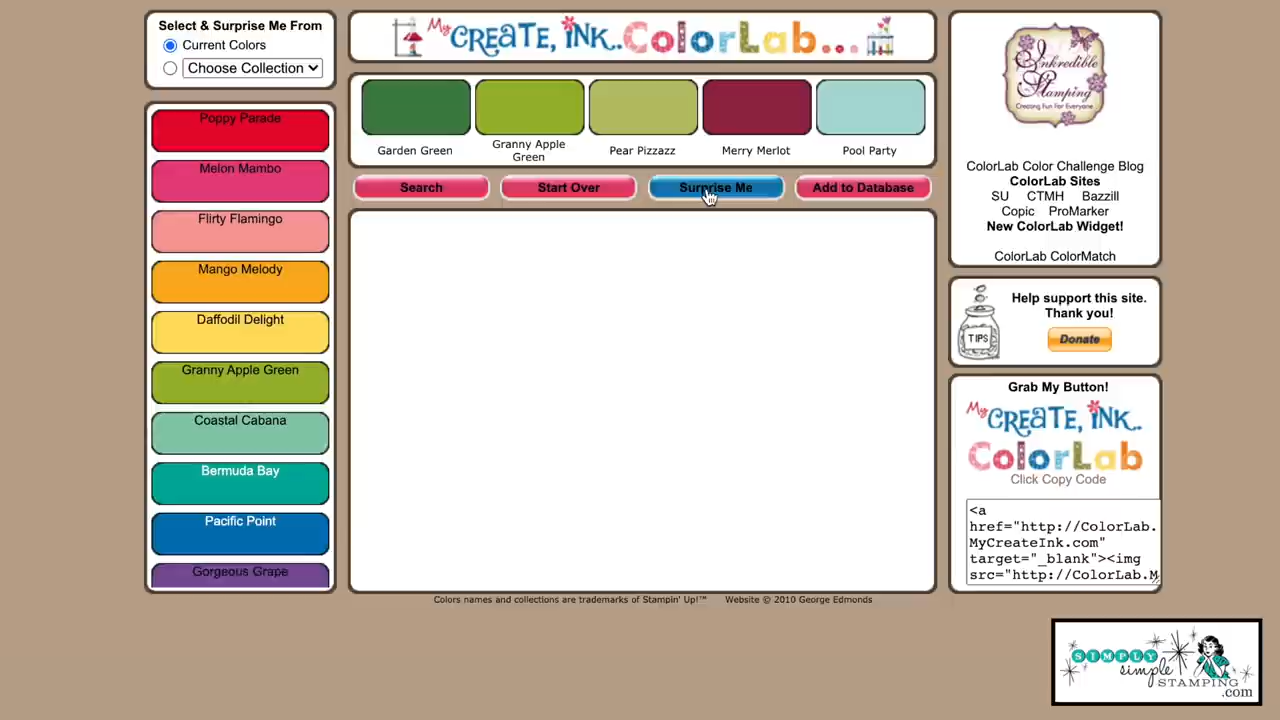 Select & Surprise Me From
Current Colors
Choose Collection
Poppy Parade
Melon Mambo
Flirty Flamingo
Mango Melody
Daffodil Delight
Granny Apple Green
Coastal Cabana
Bermuda Bay
Pacific Point
Gorgeous Grape
My CREATE, iNK.. ColorLab...
Garden Green
Granny Apple
Green
Pear Pizzazz
Merry Merlot
Pool Party
Search
Start Over
Surprise Me
Add to Database
Colors names and collections are trademarks of Stampin' Up!™ Website © 2010 George Edmonds
Inkredible
Stamping
Creating Fun For Everyone
ColorLab Color Challenge Blog
ColorLab Sites
SU CTMH Bazzill
Copic ProMarker
New ColorLab Widget!
ColorLab ColorMatch
TIPS
Help support this site.
Thank you!
Donate
Grab My Button!
My CREATE, iNK..
ColorLab
Click Copy Code
<a
href="http://ColorLab.
MyCreateInk.com"
target="_blank"><img
src="http://ColorLab.M
SIMPLY
simple
STAMPING
.com